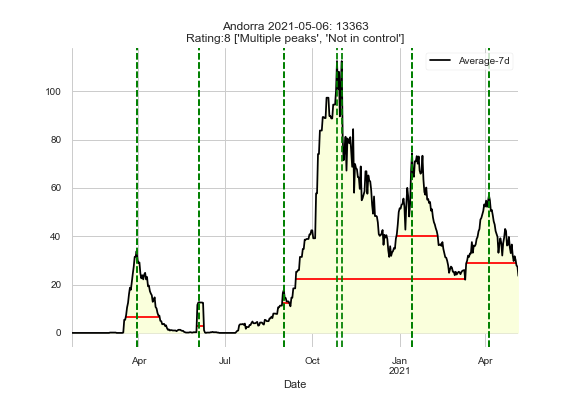 Andorra 2021-05-06: 13363
Rating:8 ['Multiple peaks', 'Not in control']
Average-7d
100
80
60
40
20
0
Apr Jul Oct Jan Apr
2021
Date